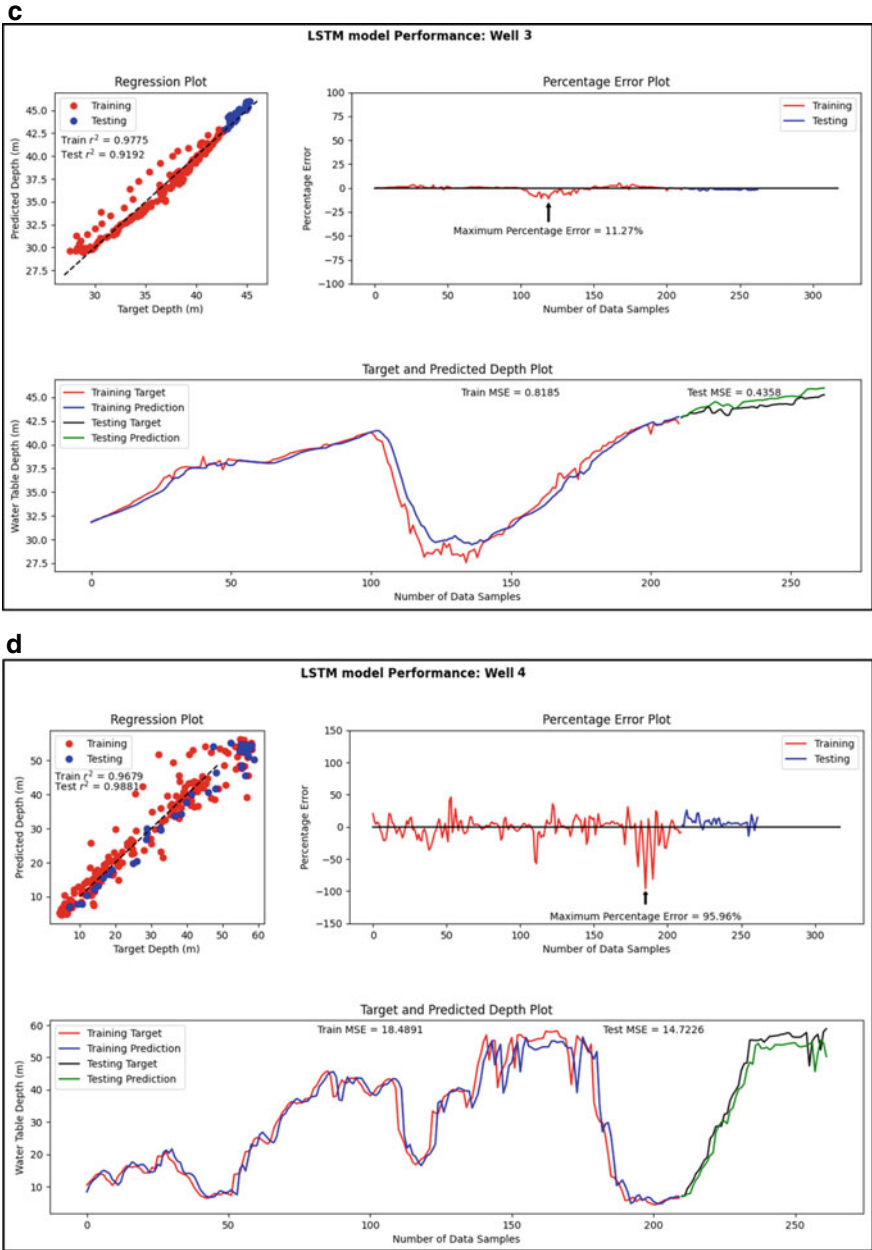 c
LSTM model Performance: Well 3
Regression Plot
Training
Testing
Train r² = 0.9775
Test r² = 0.9192
45.0
42.5
40.0
37.5
35.0
32.5
30.0
27.5
Predicted Depth (m)
30
35
40
45
Target Depth (m)
Percentage Error Plot
Training
Testing
100
75
50
25
0
-25
-50
-75
-100
Percentage Error
Maximum Percentage Error = 11.27%
0
50
100
150
200
250
300
Number of Data Samples
Target and Predicted Depth Plot
Training Target
Training Prediction
Testing Target
Testing Prediction
Train MSE = 0.8185
Test MSE = 0.4358
45.0
42.5
40.0
37.5
35.0
32.5
30.0
27.5
Water Table Depth (m)
0
50
100
150
200
250
Number of Data Samples
d
LSTM model Performance: Well 4
Regression Plot
Training
Testing
Train r² = 0.9679
Test r² = 0.9881
50
40
30
20
10
Predicted Depth (m)
10
20
30
40
50
60
Target Depth (m)
Percentage Error Plot
Training
Testing
150
100
50
0
-50
-100
-150
Percentage Error
Maximum Percentage Error = 95.96%
0
50
100
150
200
250
300
Number of Data Samples
Target and Predicted Depth Plot
Training Target
Training Prediction
Testing Target
Testing Prediction
Train MSE = 18.4891
Test MSE = 14.7226
60
50
40
30
20
10
Water Table Depth (m)
0
50
100
150
200
250
Number of Data Samples